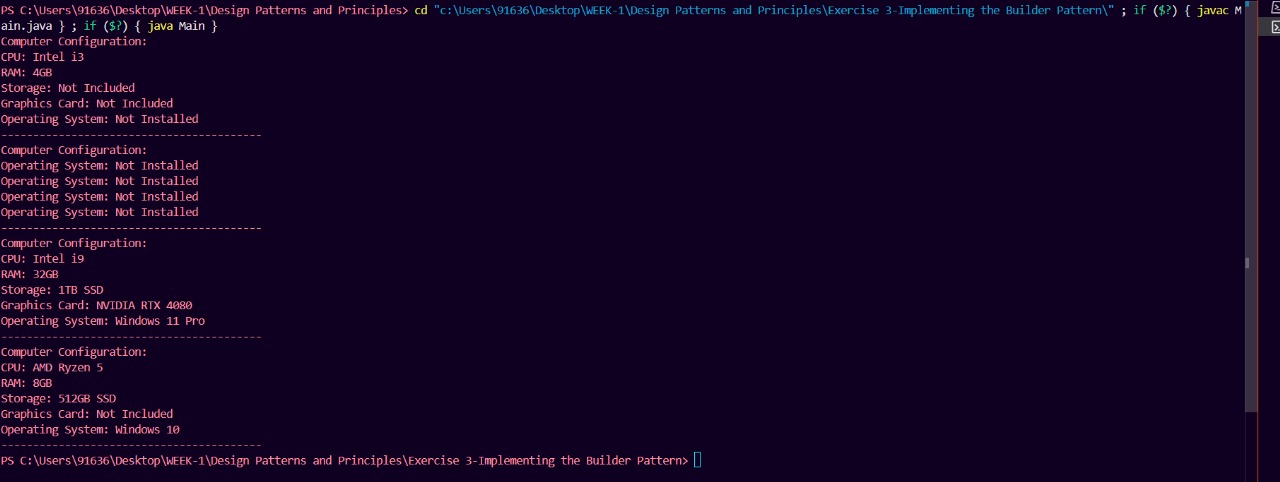 PS C:\Users\91636\Desktop\WEEK-1\Design Patterns and Principles> cd "c:\Users\91636\Desktop\WEEK-1\Design Patterns and Principles\Exercise 3-Implementing the Builder Pattern\" ; if ($?) { javac M
ain.java } ; if ($?) { java Main }
Computer Configuration:
CPU: Intel i3
RAM: 4GB
Storage: Not Included
Graphics Card: Not Included
Operating System: Not Installed
-----------------------------------------
Computer Configuration:
Operating System: Not Installed
Operating System: Not Installed
Operating System: Not Installed
Operating System: Not Installed
-----------------------------------------
Computer Configuration:
CPU: Intel i9
RAM: 32GB
Storage: 1TB SSD
Graphics Card: NVIDIA RTX 4080
Operating System: Windows 11 Pro
-----------------------------------------
Computer Configuration:
CPU: AMD Ryzen 5
RAM: 8GB
Storage: 512GB SSD
Graphics Card: Not Included
Operating System: Windows 10
-----------------------------------------
PS C:\Users\91636\Desktop\WEEK-1\Design Patterns and Principles\Exercise 3-Implementing the Builder Pattern>